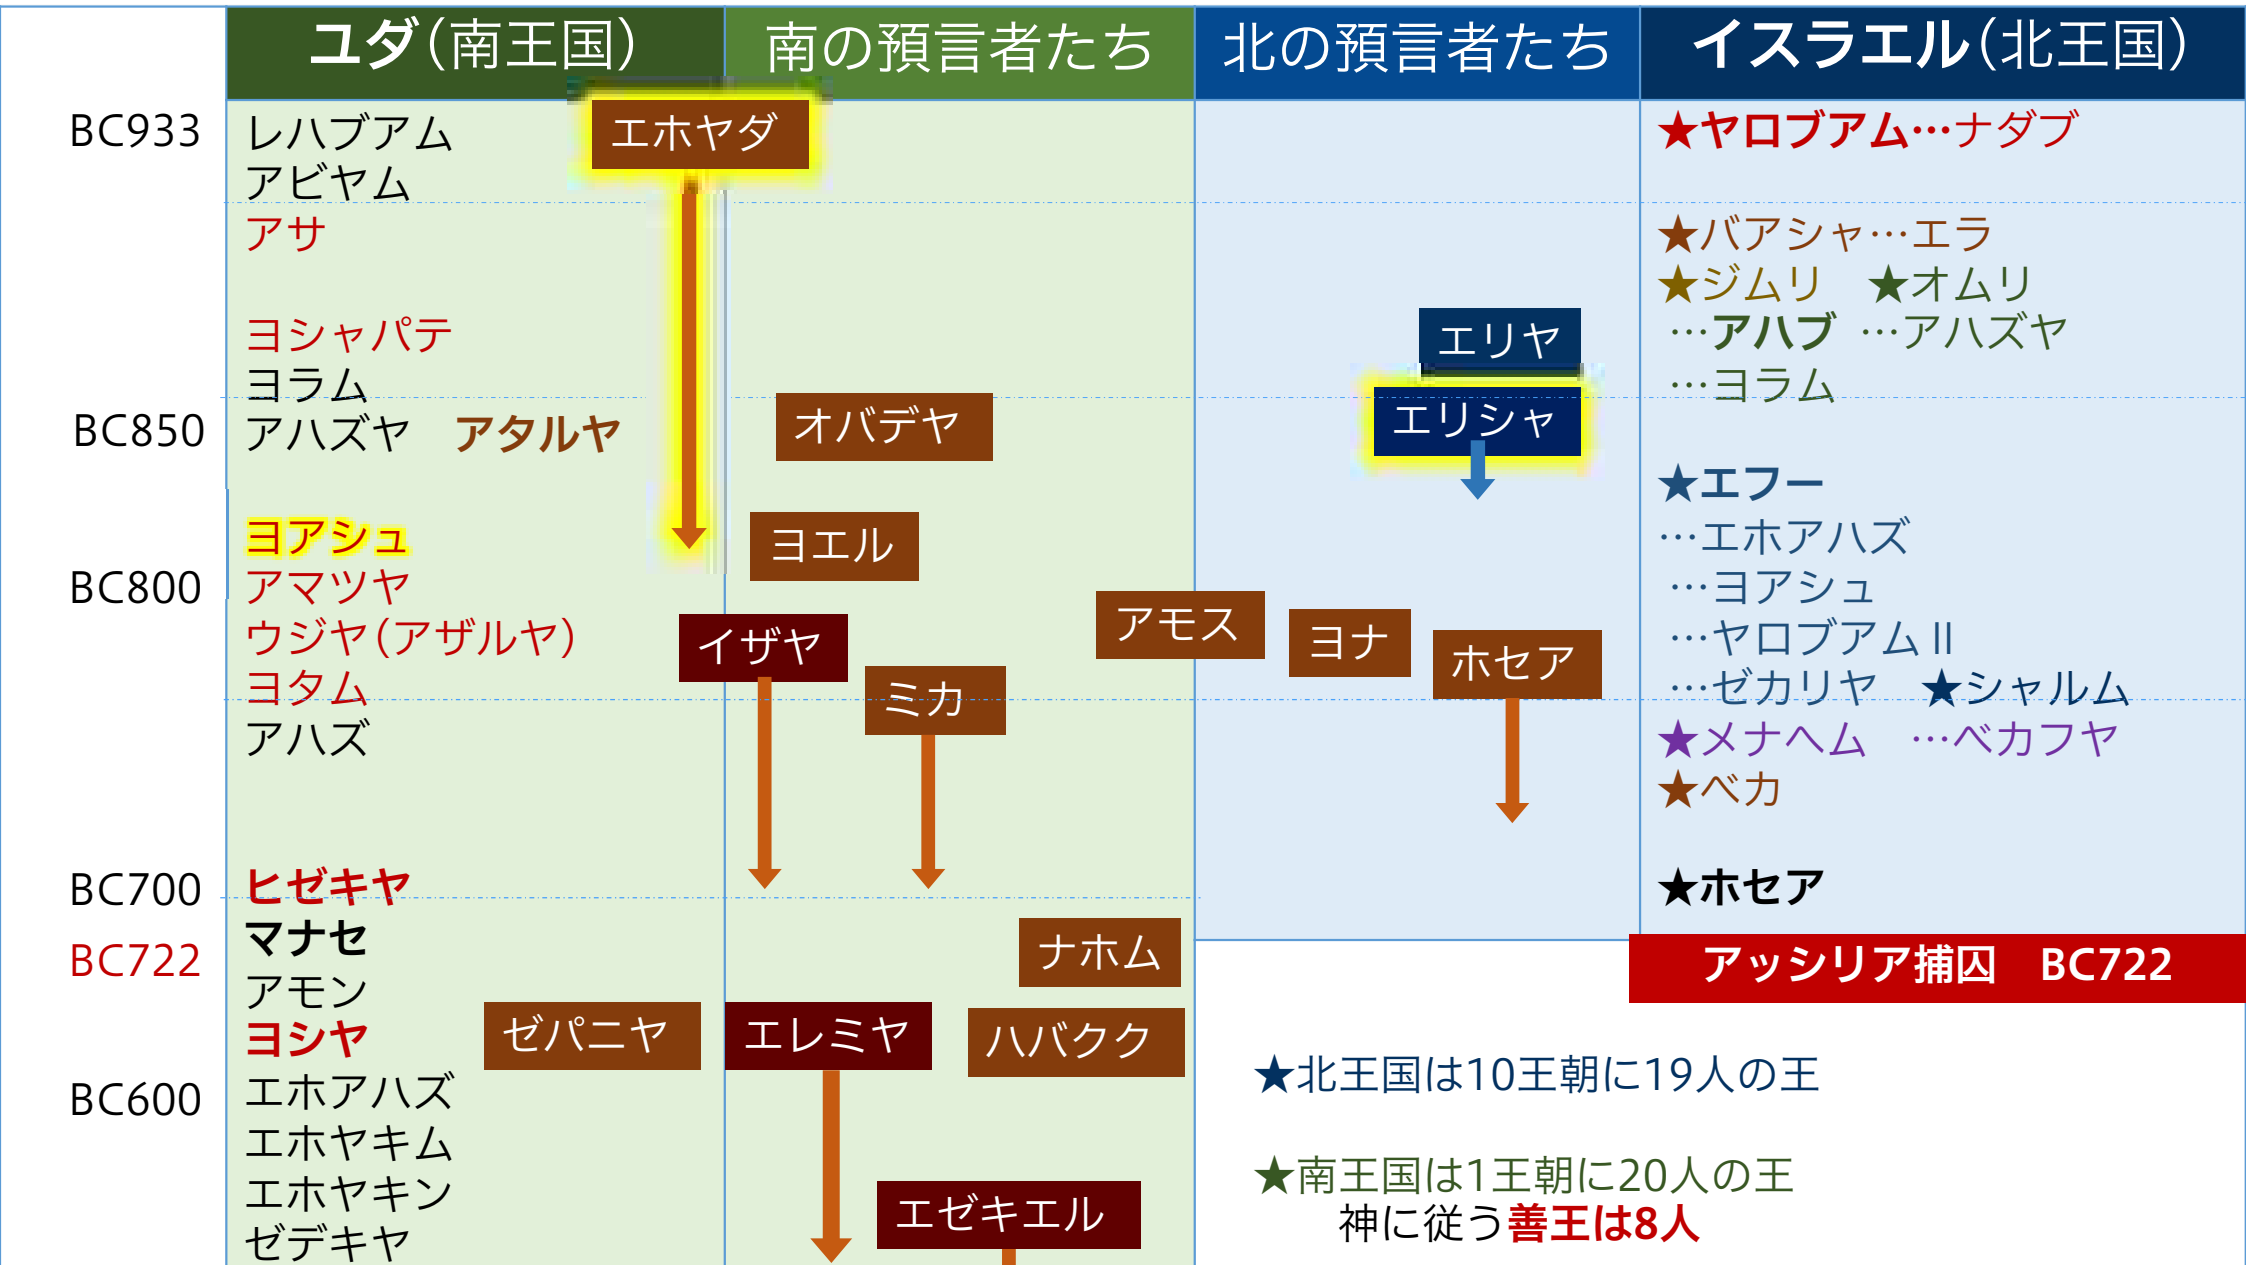 ユダ(南王国)
南の預言者たち
北の預言者たち
イスラエル(北王国)
BC933
レハブアム
エホヤダ
★ヤロブアム…ナダブ
アビヤム
アサ
★バアシャ…エラ
★ジムリ ★オムリ
ヨシャパテ
エリヤ
…アハブ …アハズヤ
ヨラム
…ヨラム
BC850
アハズヤ アタルヤ
オバデヤ
エリシャ
★エフー
ヨアシュ
ヨエル
…エホアハズ
BC800
アマツヤ
…ヨアシュ
ウジヤ(アザルヤ)
イザヤ
アモス
ヨナ
ホセア
…ヤロブアムⅡ
ヨタム
ミカ
…ゼカリヤ ★シャルム
アハズ
★メナヘム …ベカフヤ
★ベカ
BC700
ヒゼキヤ
★ホセア
マナセ
ナホム
BC722
アッシリア捕囚 BC722
アモン
ヨシヤ
ゼパニヤ
エレミヤ
ハバクク
エホアハズ
★北王国は10王朝に19人の王
BC600
エホヤキム
エホヤキン
★南王国は1王朝に20人の王
ゼデキヤ
エゼキエル
神に従う善王は8人